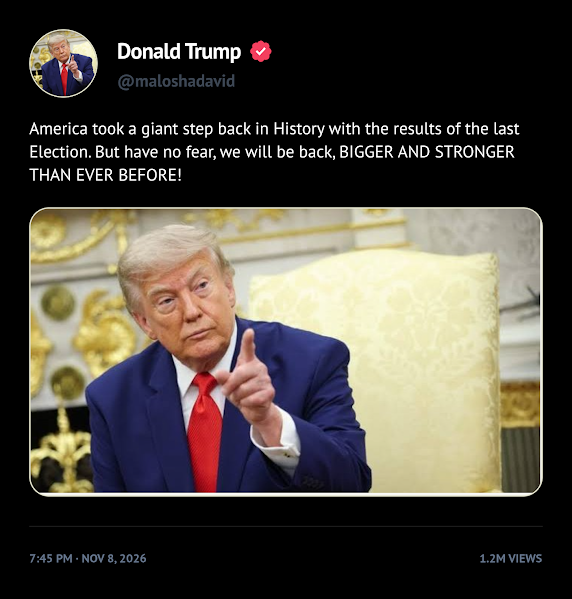 Donald Trump
@maloshadavid
America took a giant step back in History with the results of the last
Election. But have no fear, we will be back, BIGGER AND STRONGER
THAN EVER BEFORE!
7:45 PM · NOV 8, 2026
1.2M VIEWS